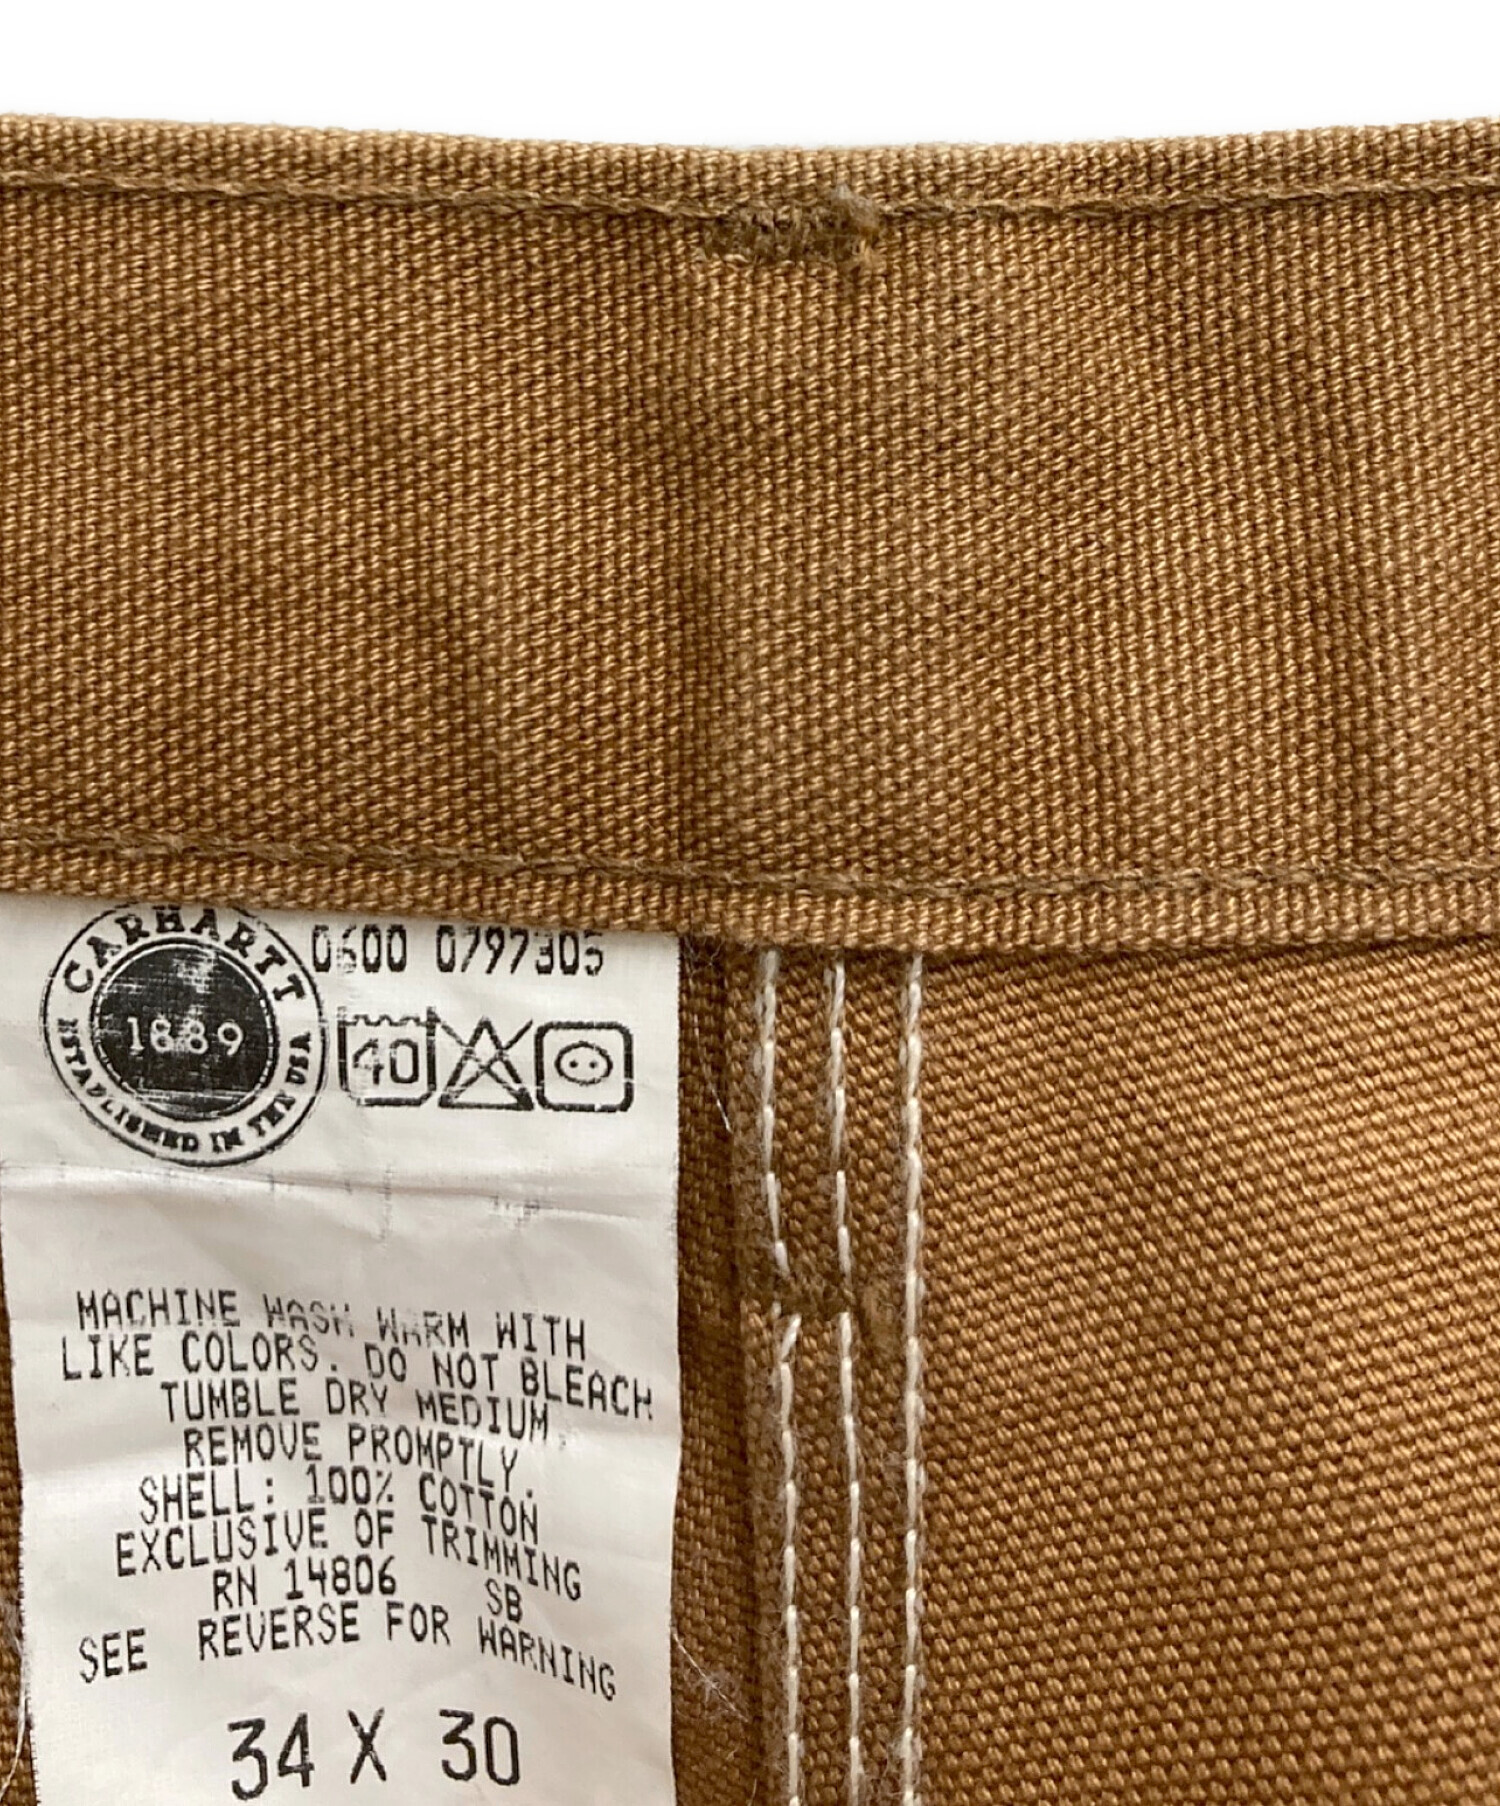 CARHARTT
1889
ESTABLISHED IN THE USA
0600 0797305
40
MACHINE WASH WARM WITH
LIKE COLORS. DO NOT BLEACH
TUMBLE DRY MEDIUM,
REMOVE PROMPTLY.
SHELL: 100% COTTON
EXCLUSIVE OF TRIMMING
RN 14806 SB
SEE REVERSE FOR WARNING
34 X 30